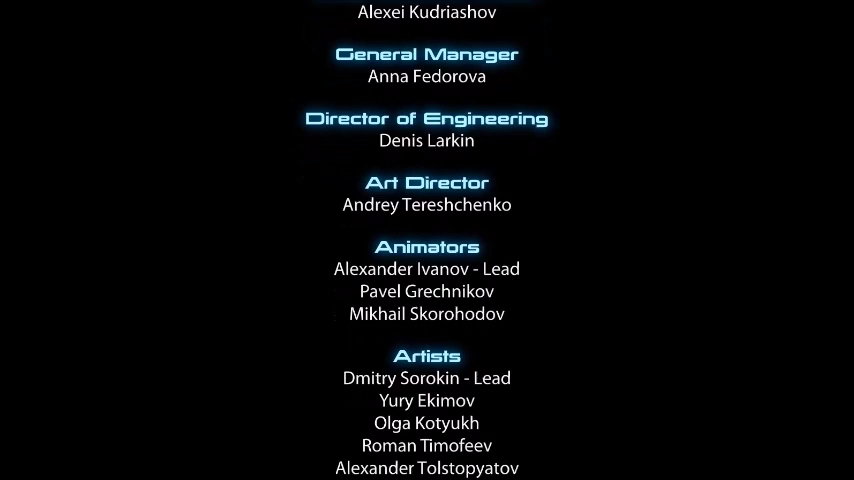 Alexei Kudriashov
General Manager
Anna Fedorova
Director of Engineering
Denis Larkin
Art Director
Andrey Tereshchenko
Animators
Alexander Ivanov - Lead
Pavel Grechnikov
Mikhail Skorohodov
Artists
Dmitry Sorokin - Lead
Yury Ekimov
Olga Kotyukh
Roman Timofeev
Alexander Tolstopyatov